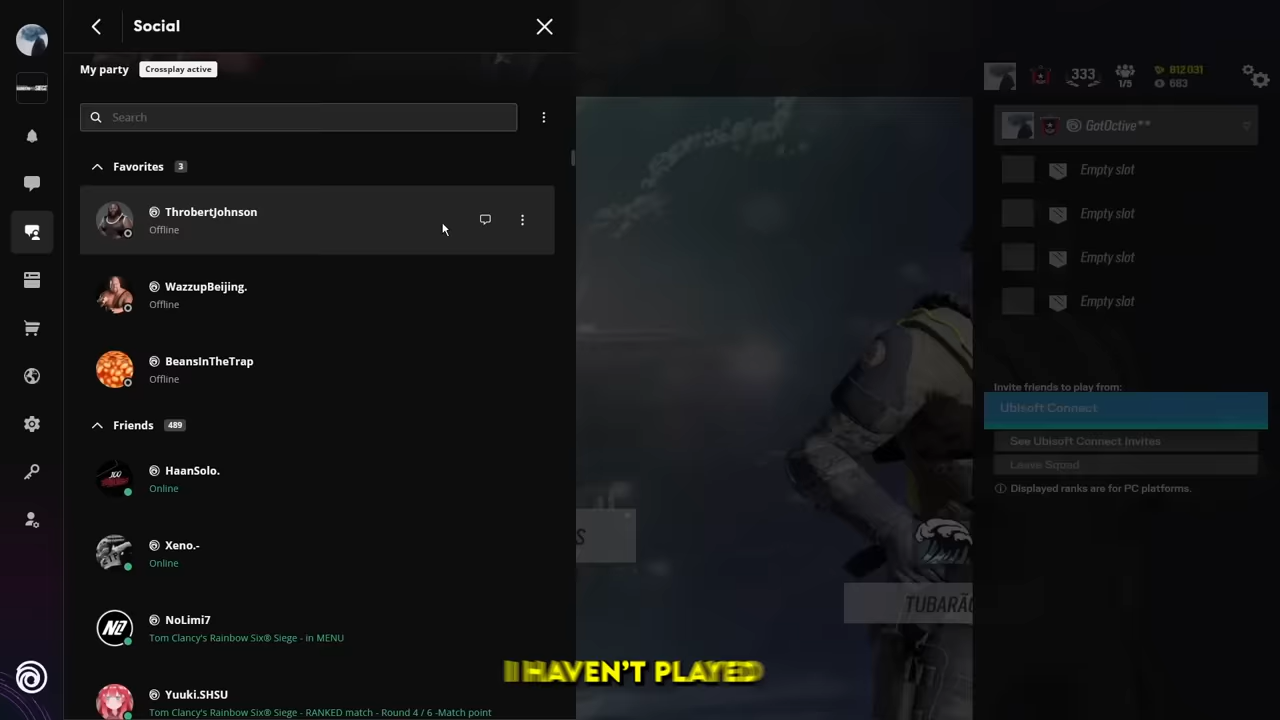 Social
My party
Crossplay active
Search
Favorites 3
ThrobertJohnson
Offline
WazzupBeijing.
Offline
BeansInTheTrap
Offline
Friends 489
HaanSolo.
Online
Xeno.-
Online
NoLimi7
Tom Clancy's Rainbow Six® Siege - in MENU
Yuuki.SHSU
Tom Clancy's Rainbow Six® Siege - RANKED match - Round 4 / 6 -Match point
333
1/5
812 031
683
GotOctive**
Empty slot
Empty slot
Empty slot
Empty slot
Invite friends to play from:
Ubisoft Connect
See Ubisoft Connect Invites
Leave Squad
Displayed ranks are for PC platforms.
S
TUBARÃO
I HAVEN'T PLAYED